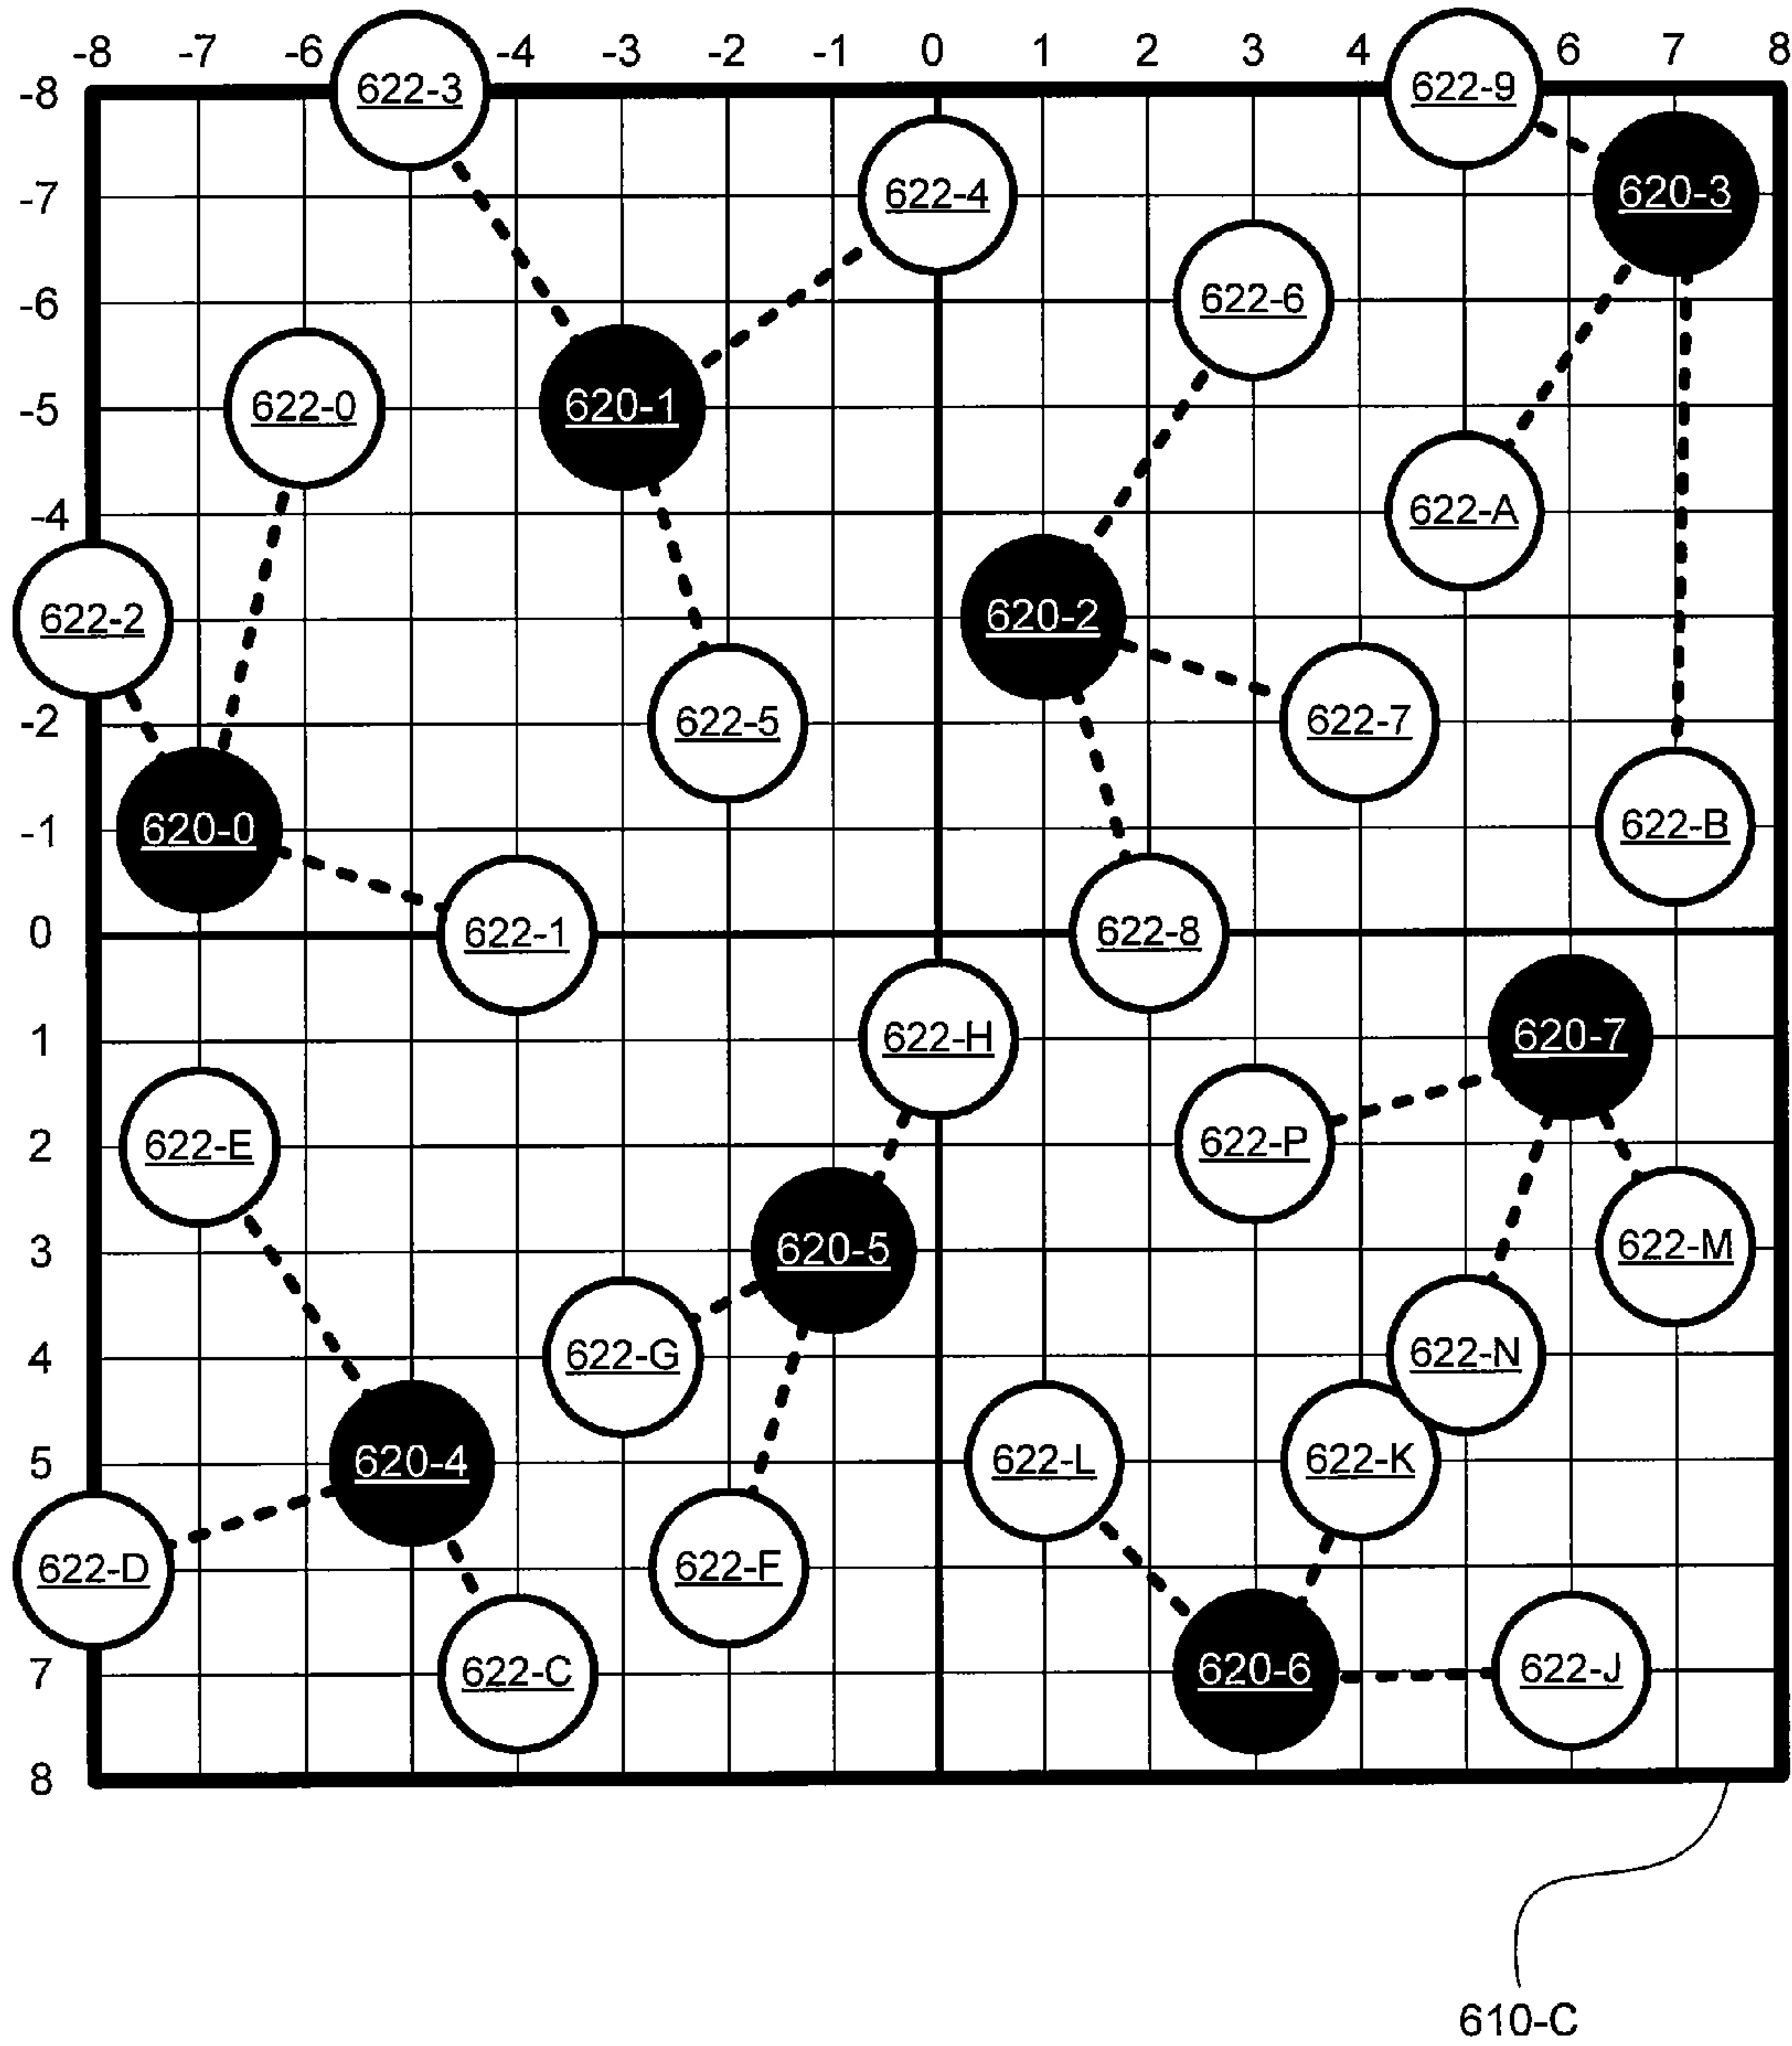 -8 -7 -6 -4 -3 -2 -1 0 1 2 3 4 6 7 8
-8 622-3 622-9
-7 622-4 620-3
-6 622-6
-5 622-0 620-1
-4 622-A
622-2 620-2
-2 622-5 622-7
-1 620-0 622-B
0 622-1 622-8
1 622-H 620-7
2 622-E 622-P
3 620-5 622-M
4 622-G 622-N
5 620-4 622-L 622-K
622-D 622-F
7 622-C 620-6 622-J
8
610-C